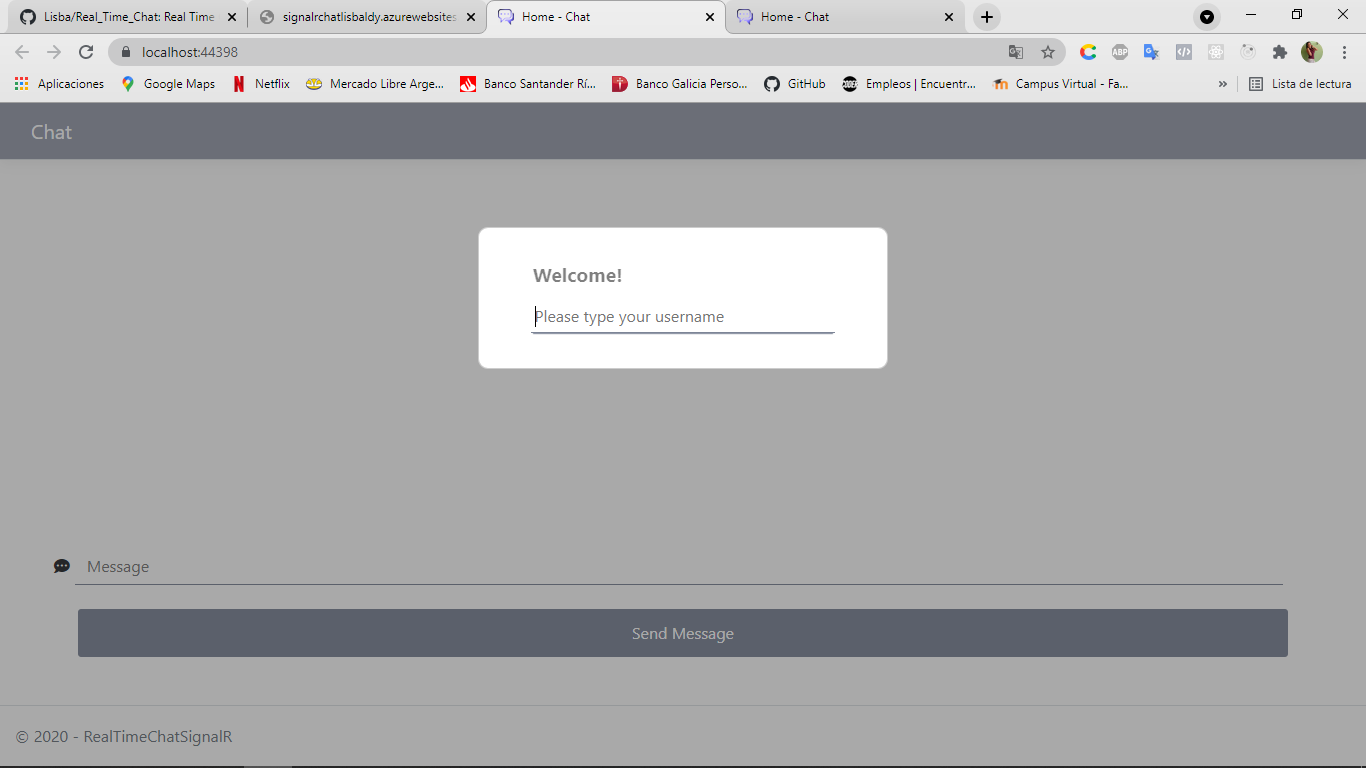 Lisba/Real_Time_Chat: Real Time
signalrchatlisbaldy.azurewebsites.
Home - Chat
Home - Chat
localhost:44398
ABP
Aplicaciones
Google Maps
Netflix
Mercado Libre Arge...
Banco Santander Rí...
Banco Galicia Perso...
GitHub
Empleos | Encuentr...
Campus Virtual - Fa...
»
Lista de lectura
Chat
Welcome!
Please type your username
Message
Send Message
© 2020 - RealTimeChatSignalR